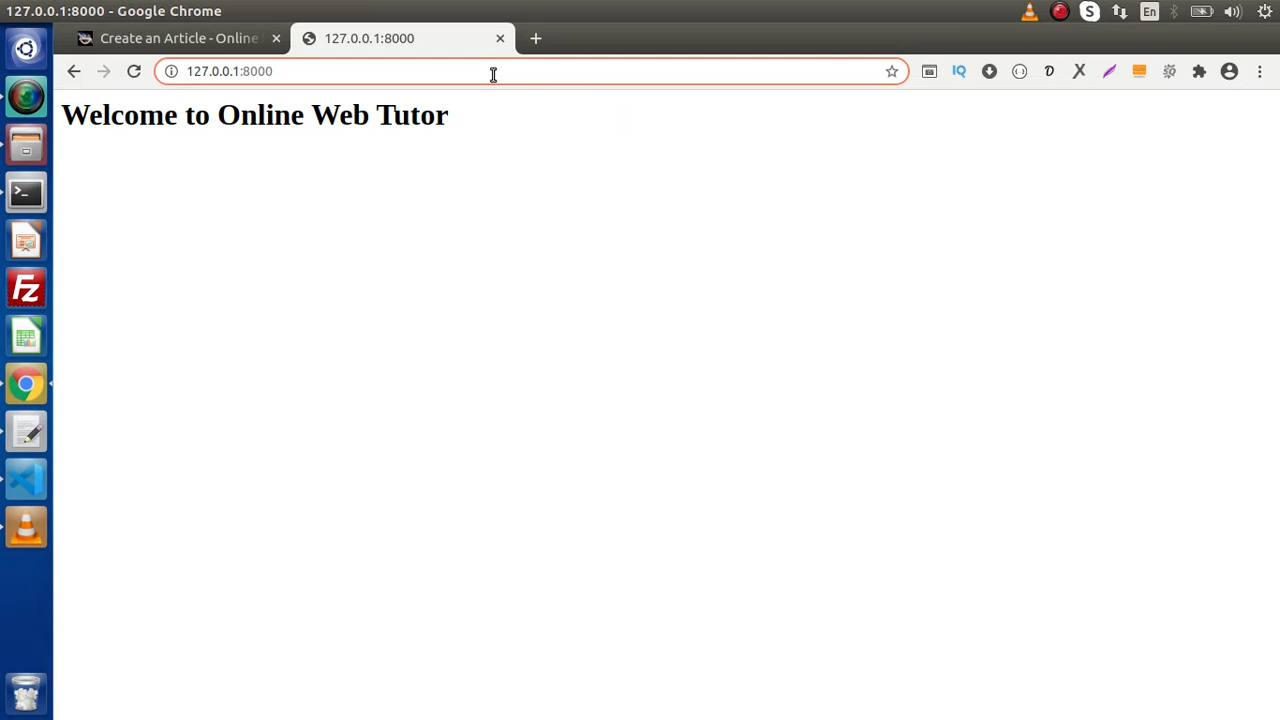 127.0.0.1:8000 - Google Chrome
S
En
Create an Article - Online
127.0.0.1:8000
127.0.0.1:8000
IQ
D
X
Welcome to Online Web Tutor
>_
FZ